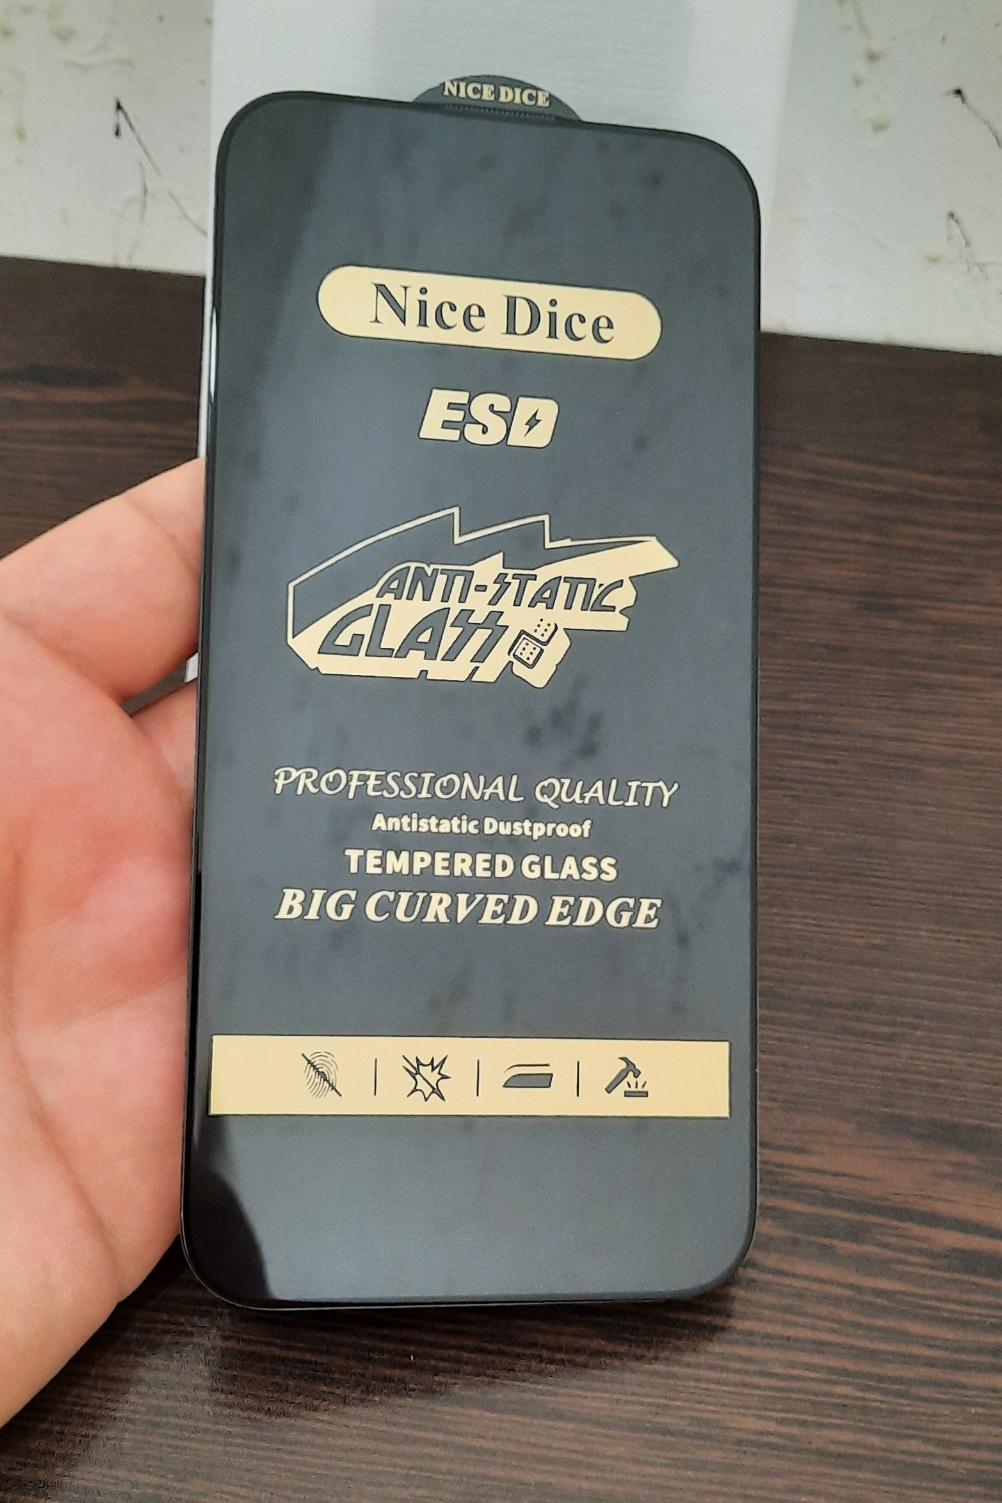 NICE DICE
Nice Dice
ESD
ANTI-STATIC
GLASS
PROFESSIONAL QUALITY
Antistatic Dustproof
TEMPERED GLASS
BIG CURVED EDGE